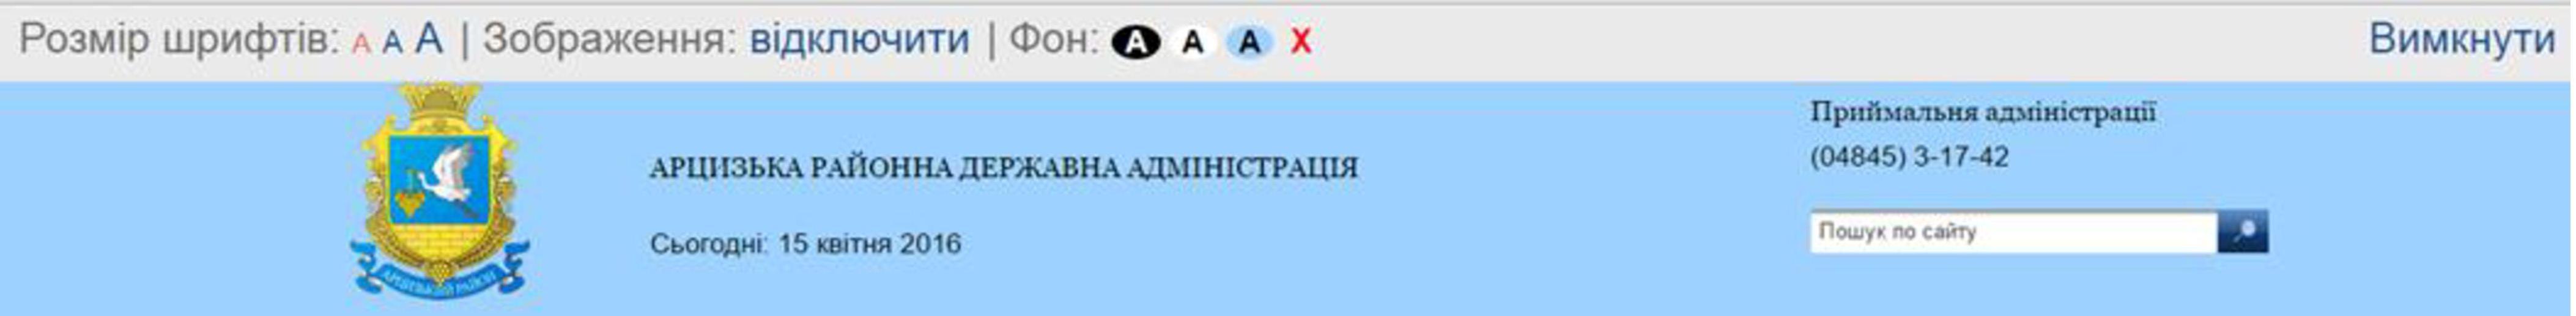 Розмір шрифтів: A A A | Зображення: відключити | Фон: A A A X
Вимкнути
АРЦИЗЬКА РАЙОННА ДЕРЖАВНА АДМІНІСТРАЦІЯ
Сьогодні: 15 квітня 2016
Приймальня адміністрації
(04845) 3-17-42
Пошук по сайту
АРЦИЗЬКИЙ РАЙОН